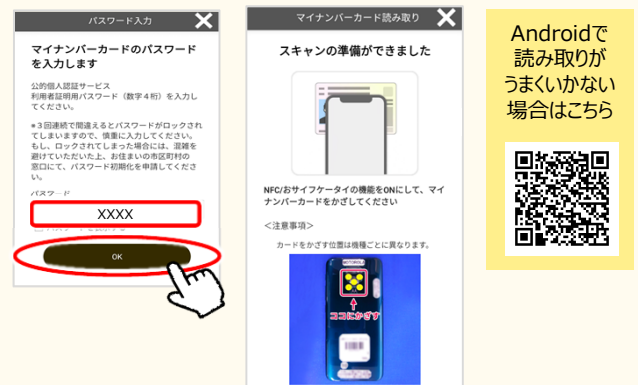 パスワード入力
マイナンバーカードのパスワード
を入力します
公的個人認証サービス
利用者証明用パスワード（数字４桁）を入力し
てください。
※３回連続で間違えるとパスワードがロックされ
てしまいますので、慎重に入力してください。
もし、ロックされてしまった場合には、混雑を
避けていただいた上、お住まいの市区町村の
窓口にて、パスワード初期化を申請してくださ
い。
パスワード
XXXX
OK
マイナンバーカード読み取り
スキャンの準備ができました
NFC/おサイフケータイの機能をONにして、マイ
ナンバーカードをかざしてください
＜注意事項＞
カードをかざす位置は機種ごとに異なります。
MOTOROLA
ココにかざす
Androidで
読み取りが
うまくいかない
場合はこちら